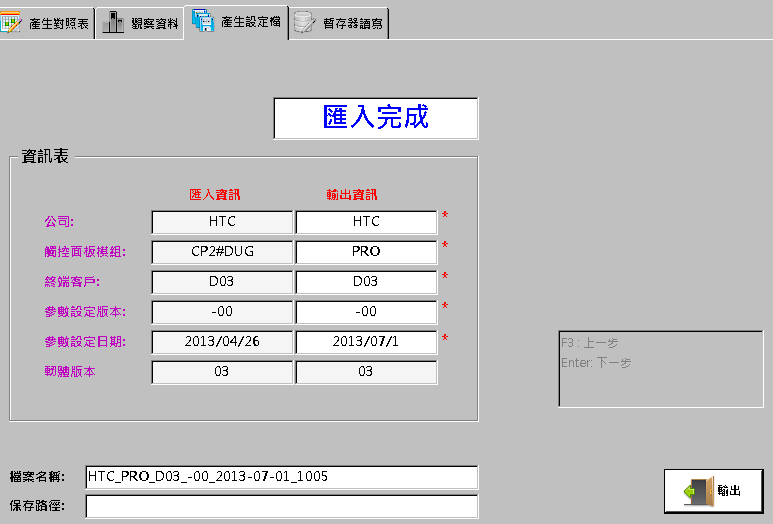 產生對照表 觀察資料 產生設定檔 暫存器讀寫
匯入完成
資訊表
匯入資訊 輸出資訊
公司: HTC HTC *
觸控面板模組: CP2#DUG PRO *
終端客戶: D03 D03 *
參數設定版本: -00 -00 *
參數設定日期: 2013/04/26 2013/07/1 *
韌體版本 03 03
F3 : 上一步
Enter: 下一步
檔案名稱: HTC_PRO_D03_-00_2013-07-01_1005
保存路徑:
輸出